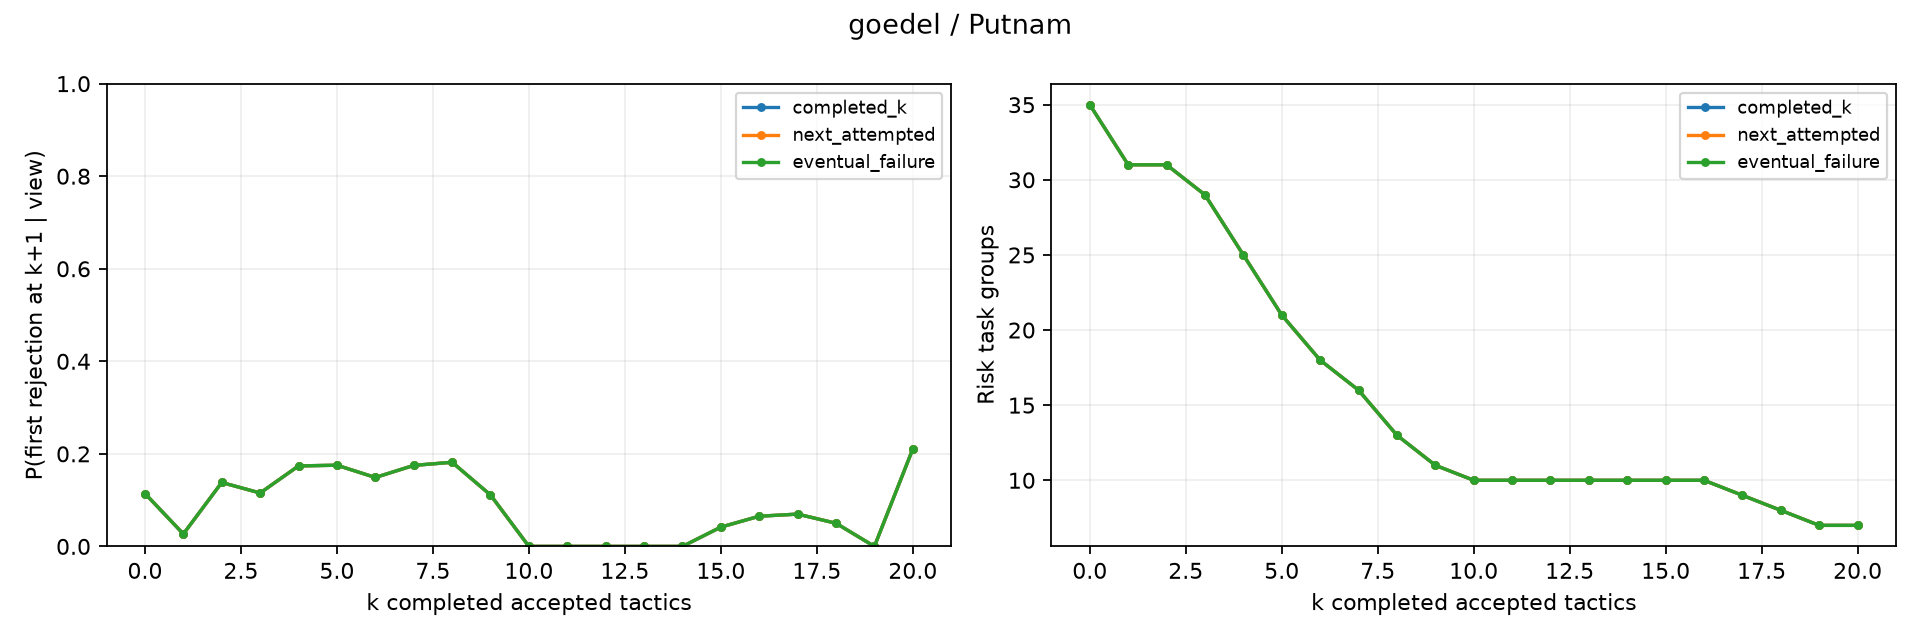 goedel / Putnam
P(first rejection at k+1 | view)
1.0
0.8
0.6
0.4
0.2
0.0
completed_k
next_attempted
eventual_failure
0.0 2.5 5.0 7.5 10.0 12.5 15.0 17.5 20.0
k completed accepted tactics
Risk task groups
35
30
25
20
15
10
completed_k
next_attempted
eventual_failure
0.0 2.5 5.0 7.5 10.0 12.5 15.0 17.5 20.0
k completed accepted tactics